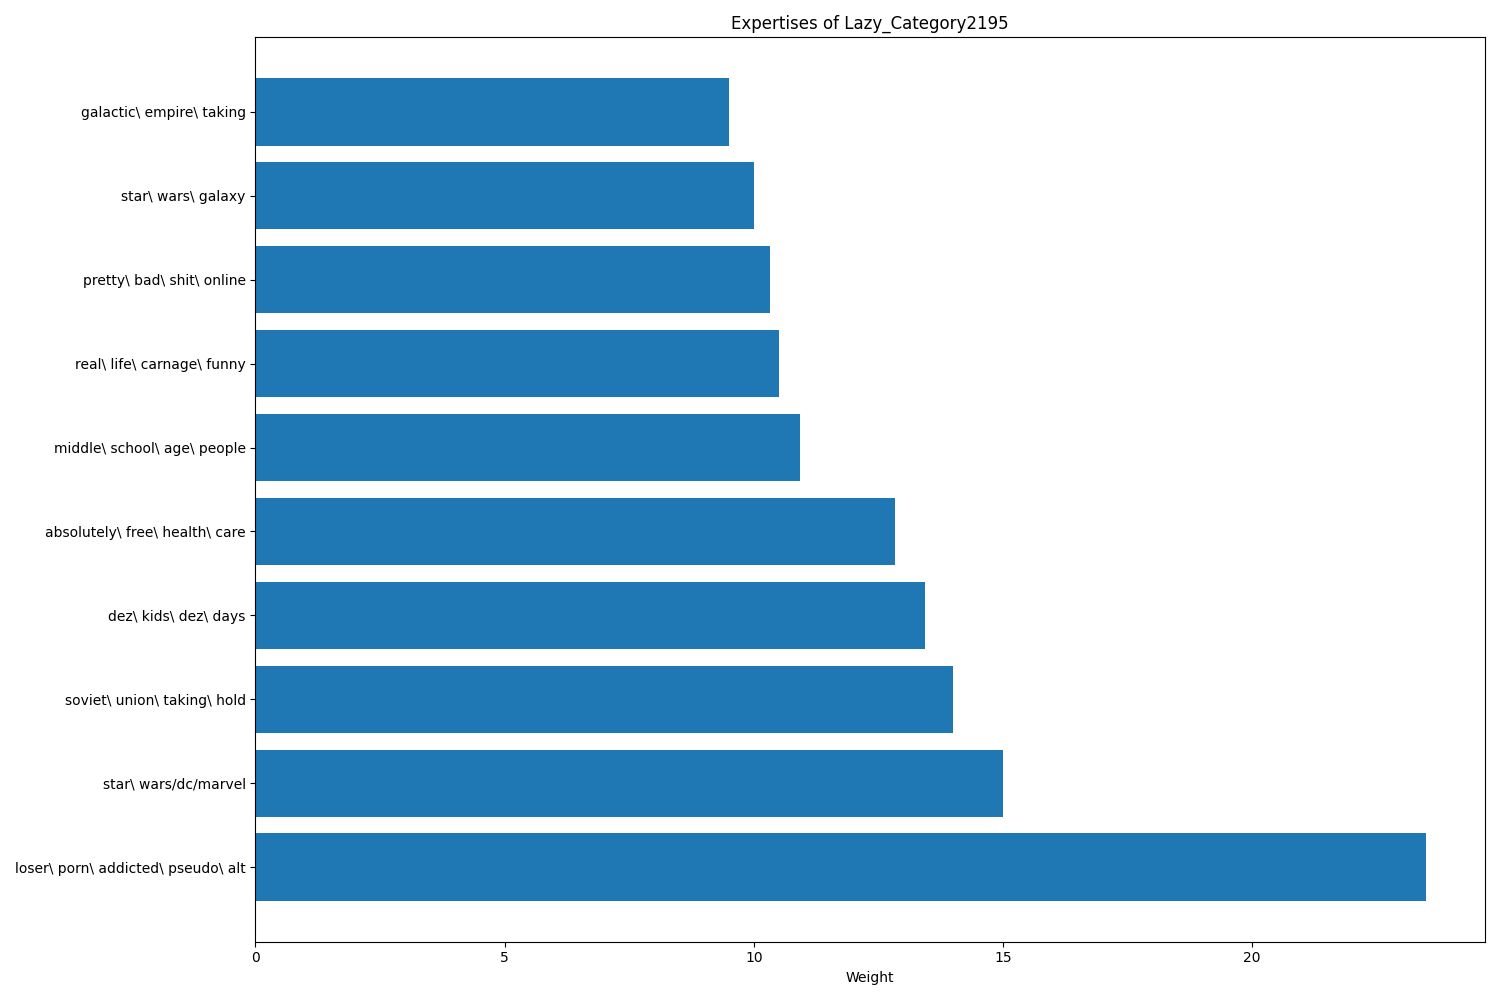 Expertises of Lazy_Category2195
galactic\ empire\ taking
star\ wars\ galaxy
pretty\ bad\ shit\ online
real\ life\ carnage\ funny
middle\ school\ age\ people
absolutely\ free\ health\ care
dez\ kids\ dez\ days
soviet\ union\ taking\ hold
star\ wars/dc/marvel
loser\ porn\ addicted\ pseudo\ alt
0 5 10 15 20
Weight